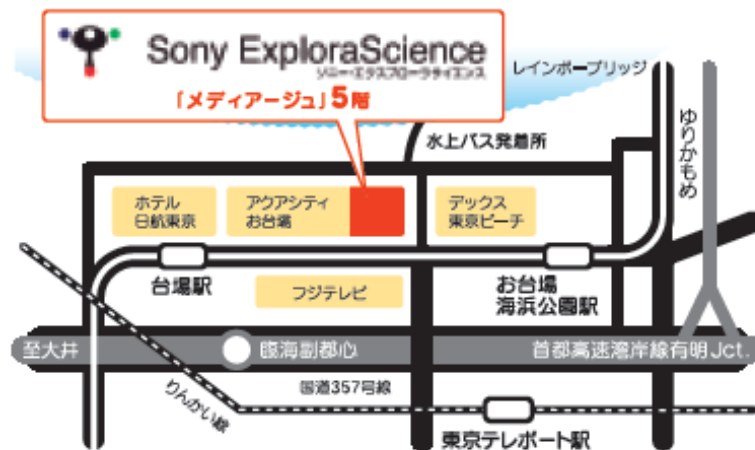 Sony ExploraScience
ソニー・エクスプローラサイエンス
「メディアージュ」5階
レインボーブリッジ
水上バス発着所
ゆりかもめ
ホテル
日航東京
アクアシティ
お台場
デックス
東京ビーチ
台場駅
フジテレビ
お台場
海浜公園駅
至大井
臨海副都心
首都高速湾岸線有明Jct.
りんかい線
国道357号線
東京テレポート駅